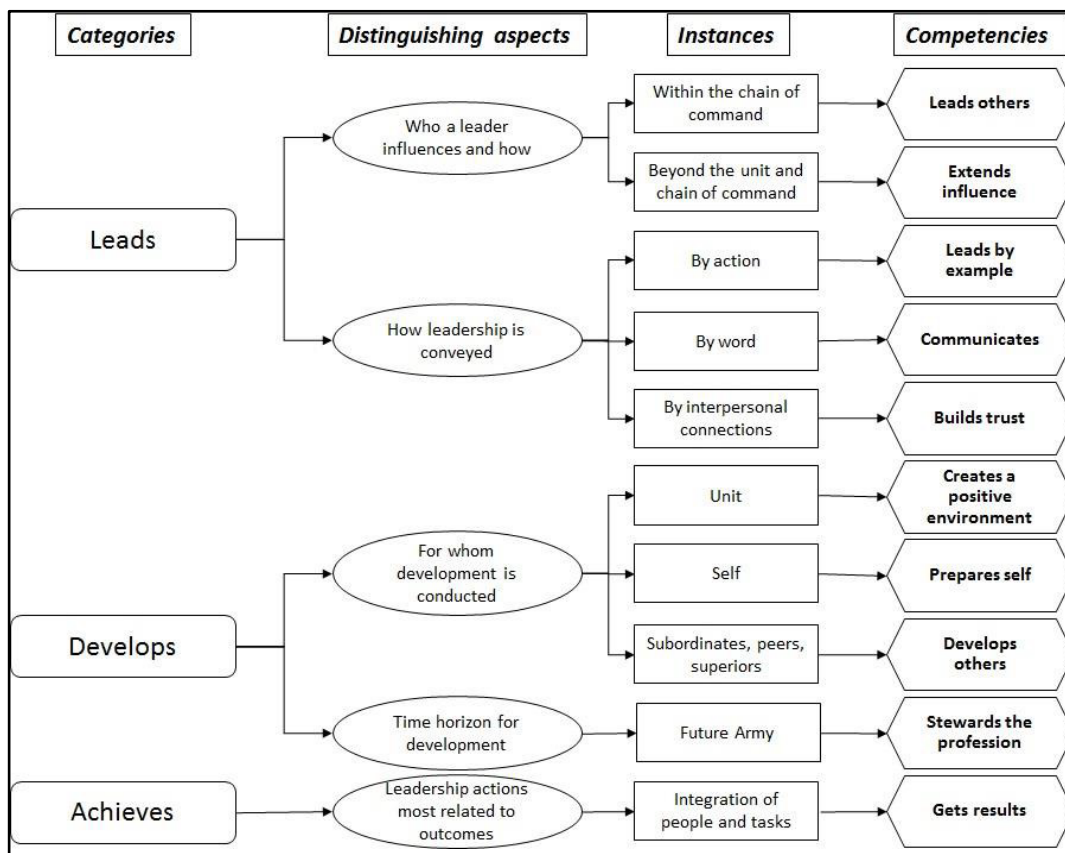 Categories
Distinguishing aspects
Instances
Competencies
Leads
Who a leader
influences and how
Within the chain of
command
Leads others
Beyond the unit and
chain of command
Extends
influence
How leadership is
conveyed
By action
Leads by
example
By word
Communicates
By interpersonal
connections
Builds trust
Develops
For whom
development is
conducted
Unit
Creates a
positive
environment
Self
Prepares self
Subordinates, peers,
superiors
Develops
others
Time horizon for
development
Future Army
Stewards the
profession
Achieves
Leadership actions
most related to
outcomes
Integration of
people and tasks
Gets results